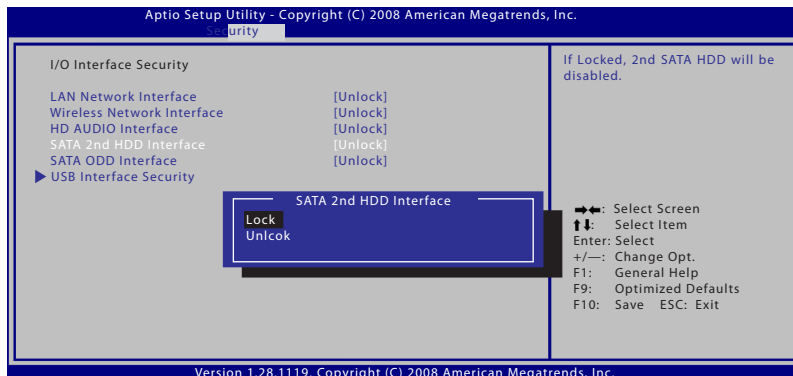 Aptio Setup Utility - Copyright (C) 2008 American Megatrends, Inc.
Security
I/O Interface Security
LAN Network Interface [Unlock]
Wireless Network Interface [Unlock]
HD AUDIO Interface [Unlock]
SATA 2nd HDD Interface [Unlock]
SATA ODD Interface [Unlock]
USB Interface Security
SATA 2nd HDD Interface
Lock
Unlcok
If Locked, 2nd SATA HDD will be
disabled.
→←: Select Screen
↑↓: Select Item
Enter: Select
+/—: Change Opt.
F1: General Help
F9: Optimized Defaults
F10: Save ESC: Exit
Version 1.28.1119. Copyright (C) 2008 American Megatrends, Inc.